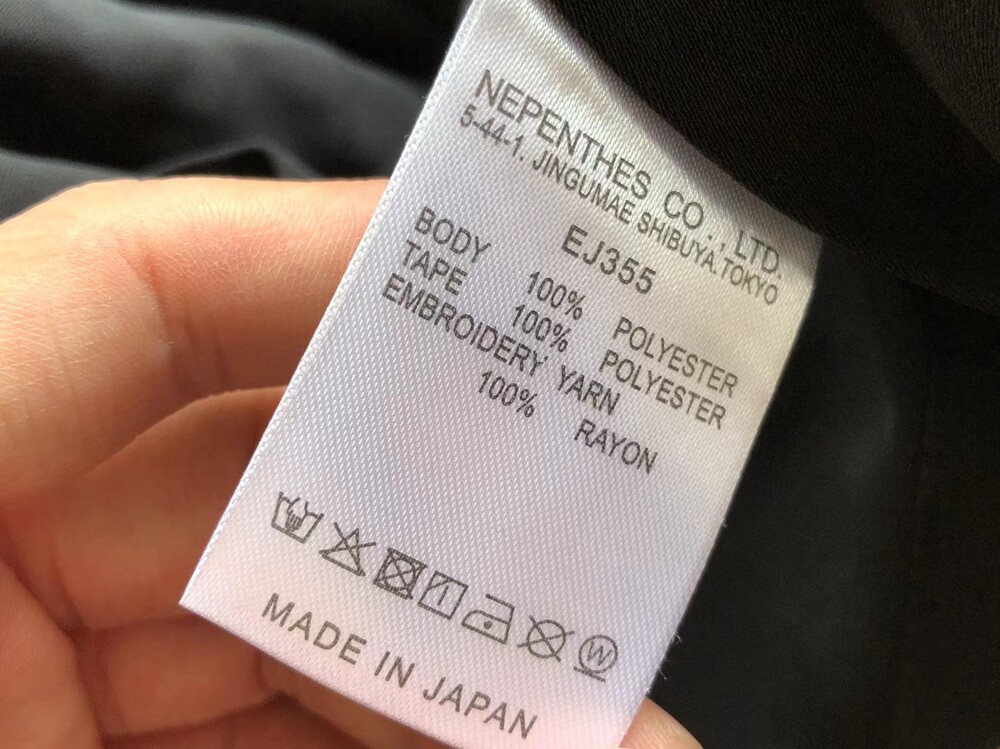 NEPENTHES CO., LTD.
5-44-1. JINGUMAE SHIBUYA.TOKYO
EJ355
BODY 100% POLYESTER
TAPE 100% POLYESTER
EMBROIDERY YARN
100% RAYON
W
MADE IN JAPAN